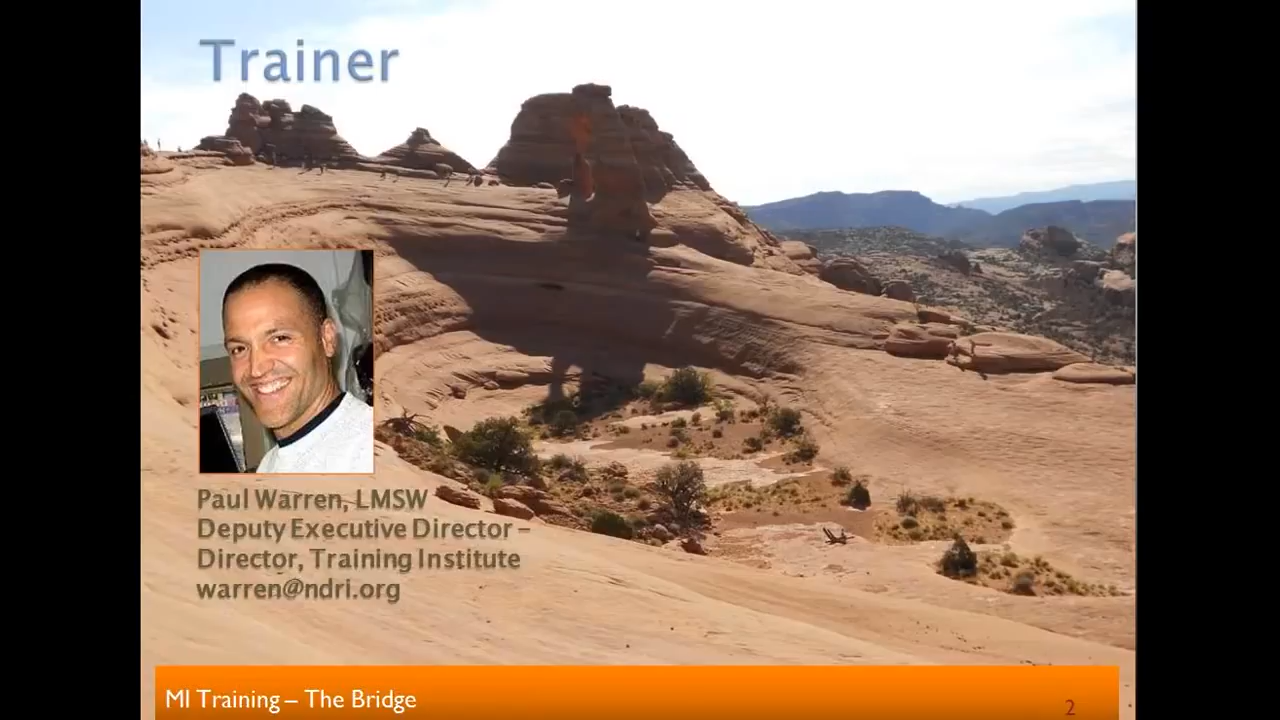 Trainer
Paul Warren, LMSW
Deputy Executive Director –
Director, Training Institute
warren@ndri.org
MI Training – The Bridge
2